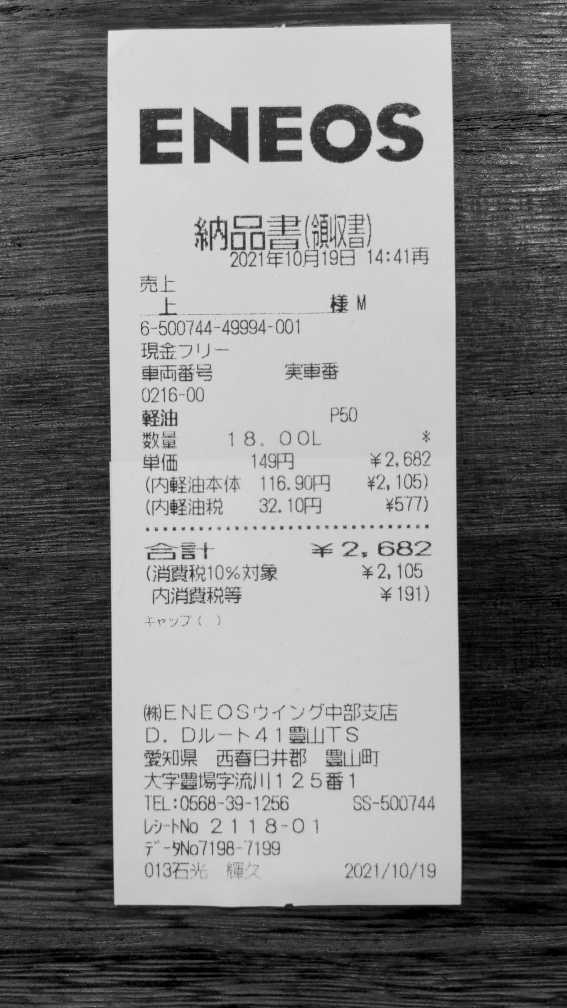 ENEOS
納品書(領収書)
2021年10月19日 14:41再
売上
上 様 M
6-500744-49994-001
現金フリー
車両番号 実車番
0216-00
軽油 P50
数量 18.00L *
単価 149円 ¥2,682
(内軽油本体 116.90円 ¥2,105)
(内軽油税 32.10円 ¥577)
合計 ¥2,682
(消費税10%対象 ¥2,105
内消費税等 ¥191)
キャップ( )
㈱ENEOSウイング中部支店
D.Dルート41豊山TS
愛知県 西春日井郡 豊山町
大字豊場字流川125番1
TEL:0568-39-1256 SS-500744
レシートNo 2118-01
データNo7198-7199
013石光 輝久 2021/10/19